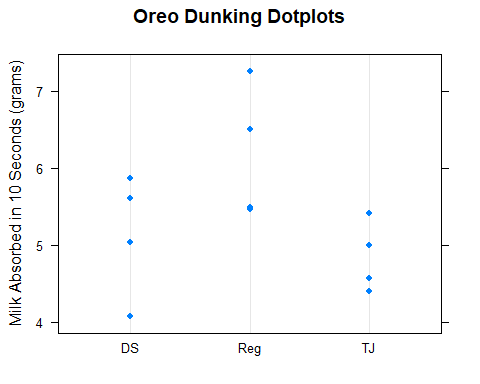 Oreo Dunking Dotplots
Milk Absorbed in 10 Seconds (grams)
7
6
5
4
DS Reg TJ